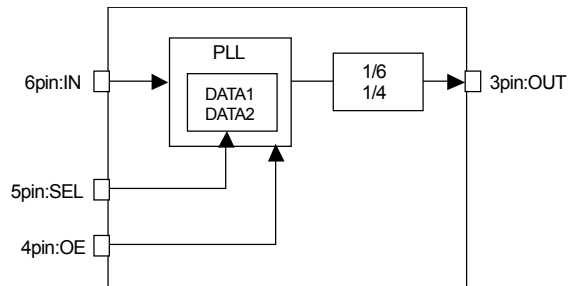 PLL
6pin:IN
DATA1
DATA2
1/6
1/4
3pin:OUT
5pin:SEL
4pin:OE